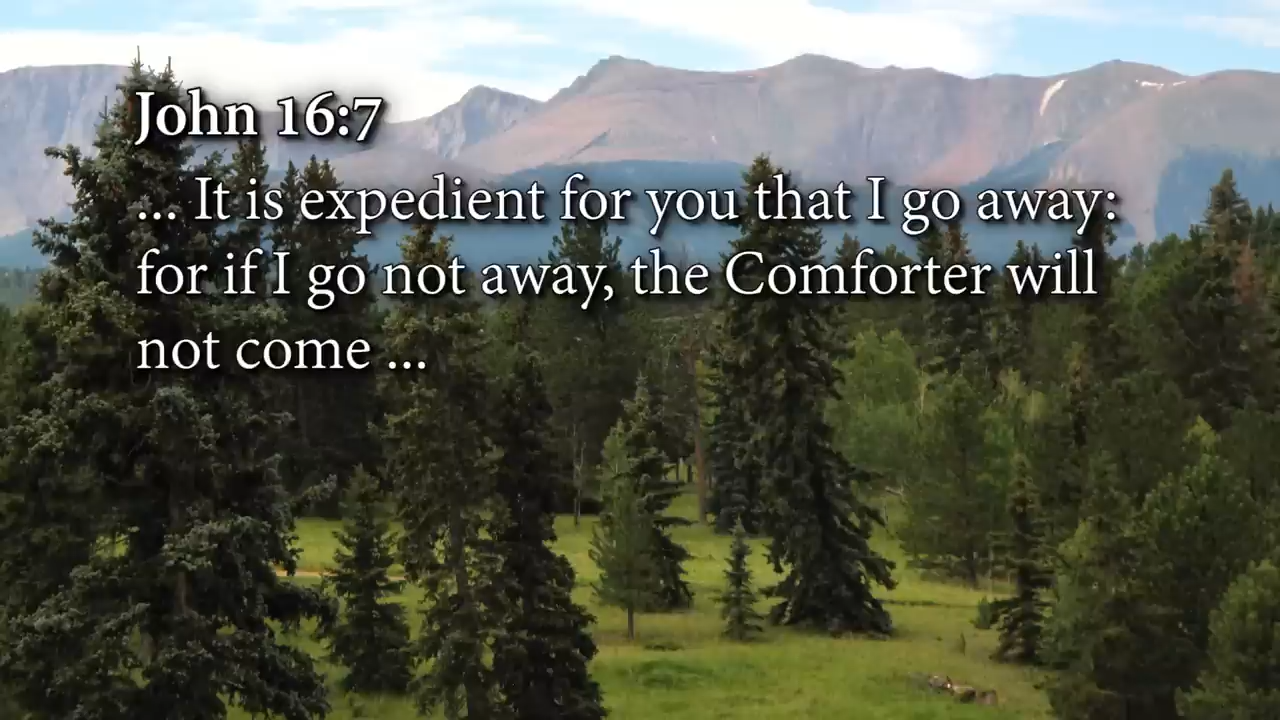 John 16:7
... It is expedient for you that I go away:
for if I go not away, the Comforter will
not come ...